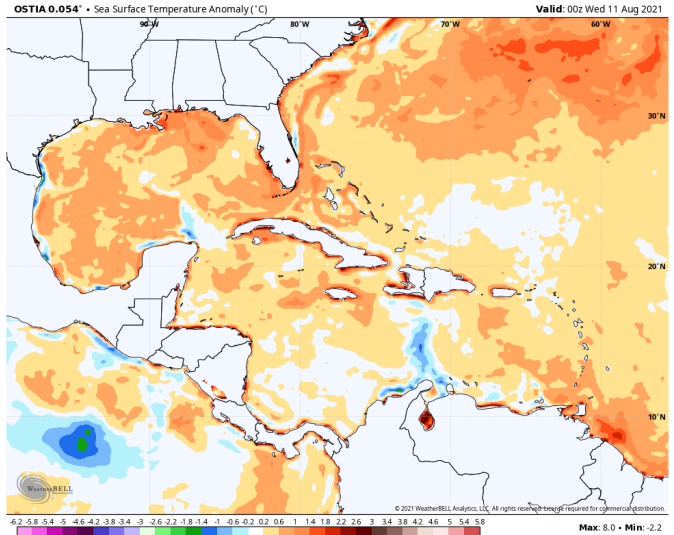 OSTIA 0.054° • Sea Surface Temperature Anomaly (°C)
Valid: 00z Wed 11 Aug 2021
90°W
80°W
70°W
60°W
30°N
20°N
10°N
WEATHERBELL
© 2021 WeatherBELL Analytics, LLC. All rights reserved. License required for commercial distribution.
-6.2 -5.8 -5.4 -5 -4.6 -4.2 -3.8 -3.4 -3 -2.6 -2.2 -1.8 -1.4 -1 -0.6 -0.2 0.2 0.6 1 1.4 1.8 2.2 2.6 3 3.4 3.8 4.2 4.6 5 5.4 5.8
Max: 8.0 • Min: -2.2